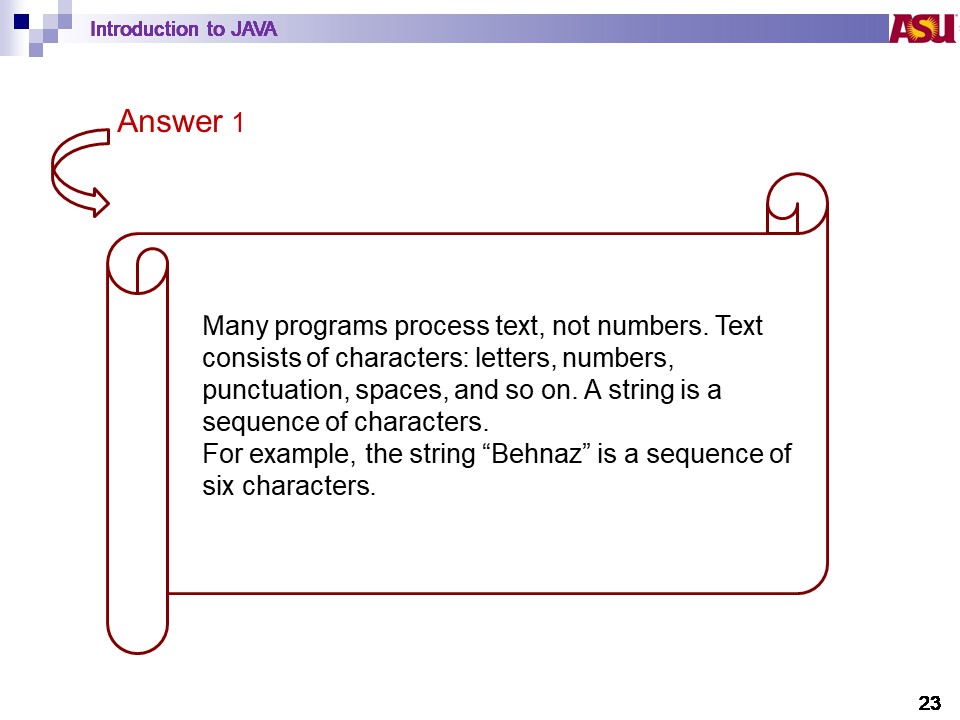 Introduction to JAVA
ASU
Answer 1
Many programs process text, not numbers. Text
consists of characters: letters, numbers,
punctuation, spaces, and so on. A string is a
sequence of characters.
For example, the string “Behnaz” is a sequence of
six characters.
23